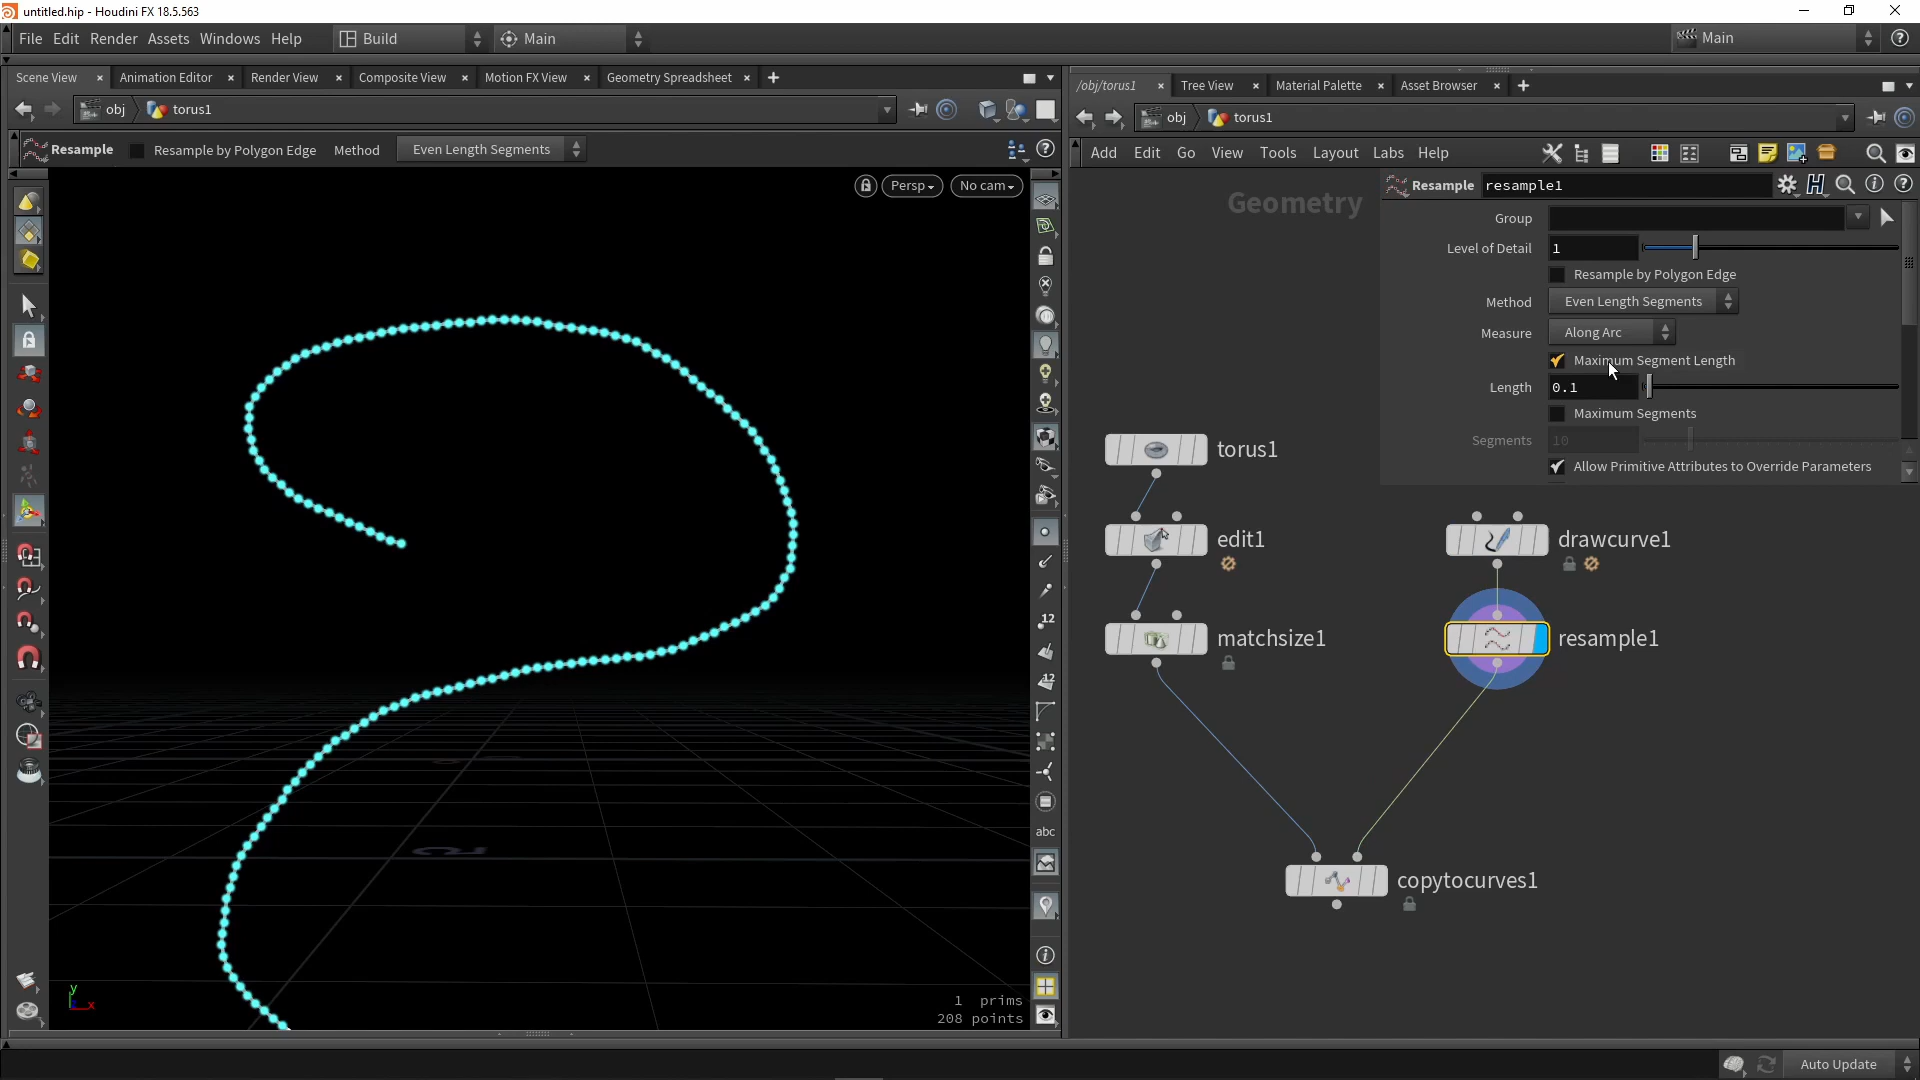 untitled.hip - Houdini FX 18.5.563
File Edit Render Assets Windows Help Build Main Main
Scene View Animation Editor Render View Composite View Motion FX View Geometry Spreadsheet
obj torus1
Resample Resample by Polygon Edge Method Even Length Segments
Persp No cam
12
12
abc
y
x
1 prims
208 points
/obj/torus1 Tree View Material Palette Asset Browser
obj torus1
Add Edit Go View Tools Layout Labs Help
Geometry
Resample resample1
Group
Level of Detail 1
Resample by Polygon Edge
Method Even Length Segments
Measure Along Arc
Maximum Segment Length
Length 0.1
Maximum Segments
Segments 10
Allow Primitive Attributes to Override Parameters
torus1
edit1 drawcurve1
matchsize1 resample1
copytocurves1
Auto Update